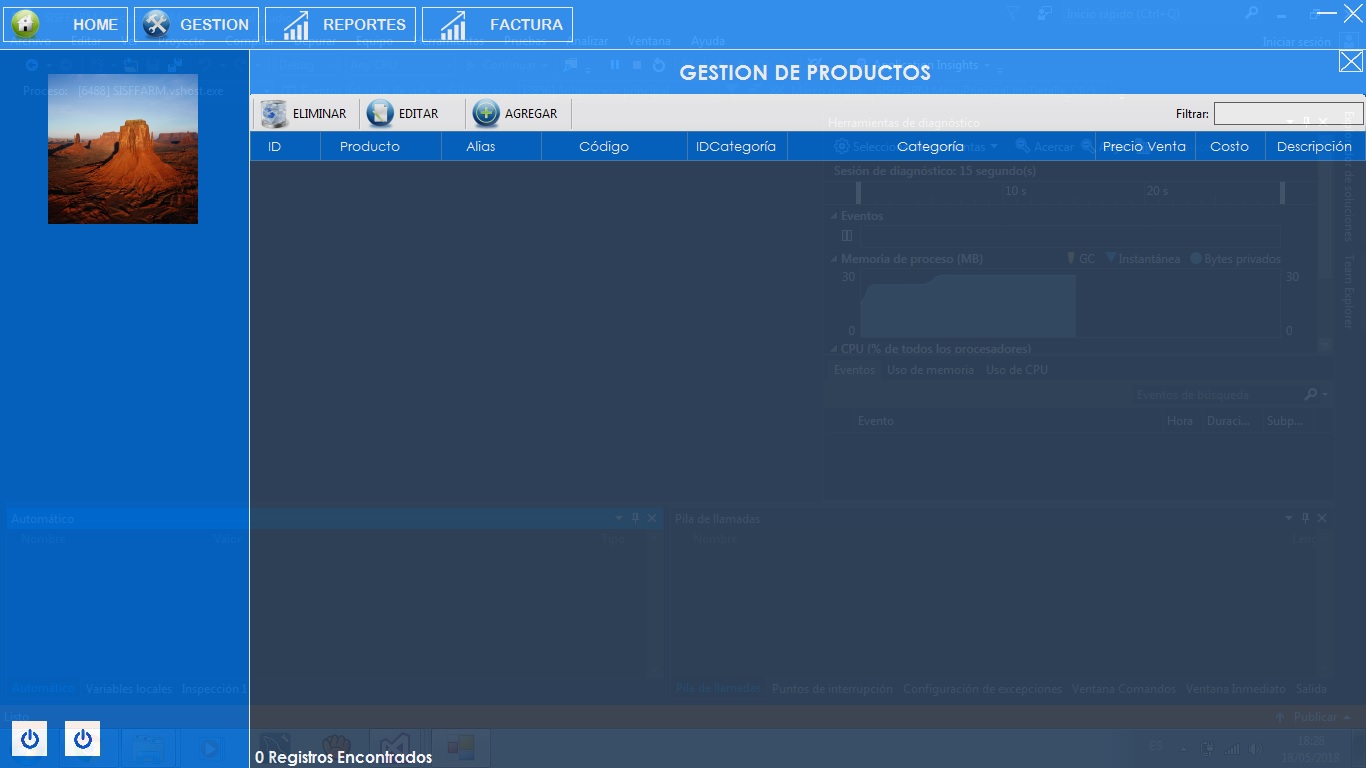 HOME GESTION REPORTES FACTURA
Inicio rápido (Ctrl+Q)
Archivo Editar Ver Proyecto Compilar Depurar Equipo Herramientas Pruebas Analizar Ventana Ayuda
Iniciar sesión
Continuar Application Insights
GESTION DE PRODUCTOS
Proceso: [6488] SISFFARM.vshost.exe
ELIMINAR EDITAR AGREGAR Filtrar:
Herramientas de diagnóstico
ID Producto Alias Código IDCategoría Categoría Precio Venta Costo Descripción
Acercar
Sesión de diagnóstico: 15 segundo(s)
10 s 20 s
Eventos
Memoria de proceso (MB) GC Instantánea Bytes privados
30 30
0 0
CPU (% de todos los procesadores)
Eventos Uso de memoria Uso de CPU
Eventos de búsqueda
Evento Hora Duraci... Subp...
Explorador de soluciones
Team Explorer
Automático Pila de llamadas
Nombre Valor Tipo Nombre
Automático Variables locales Inspección 1 Pila de llamadas Puntos de interrupción Configuración de excepciones Ventana Comandos Ventana Inmediato Salida
Listo Publicar
ES 18:28
0 Registros Encontrados 18/05/2018